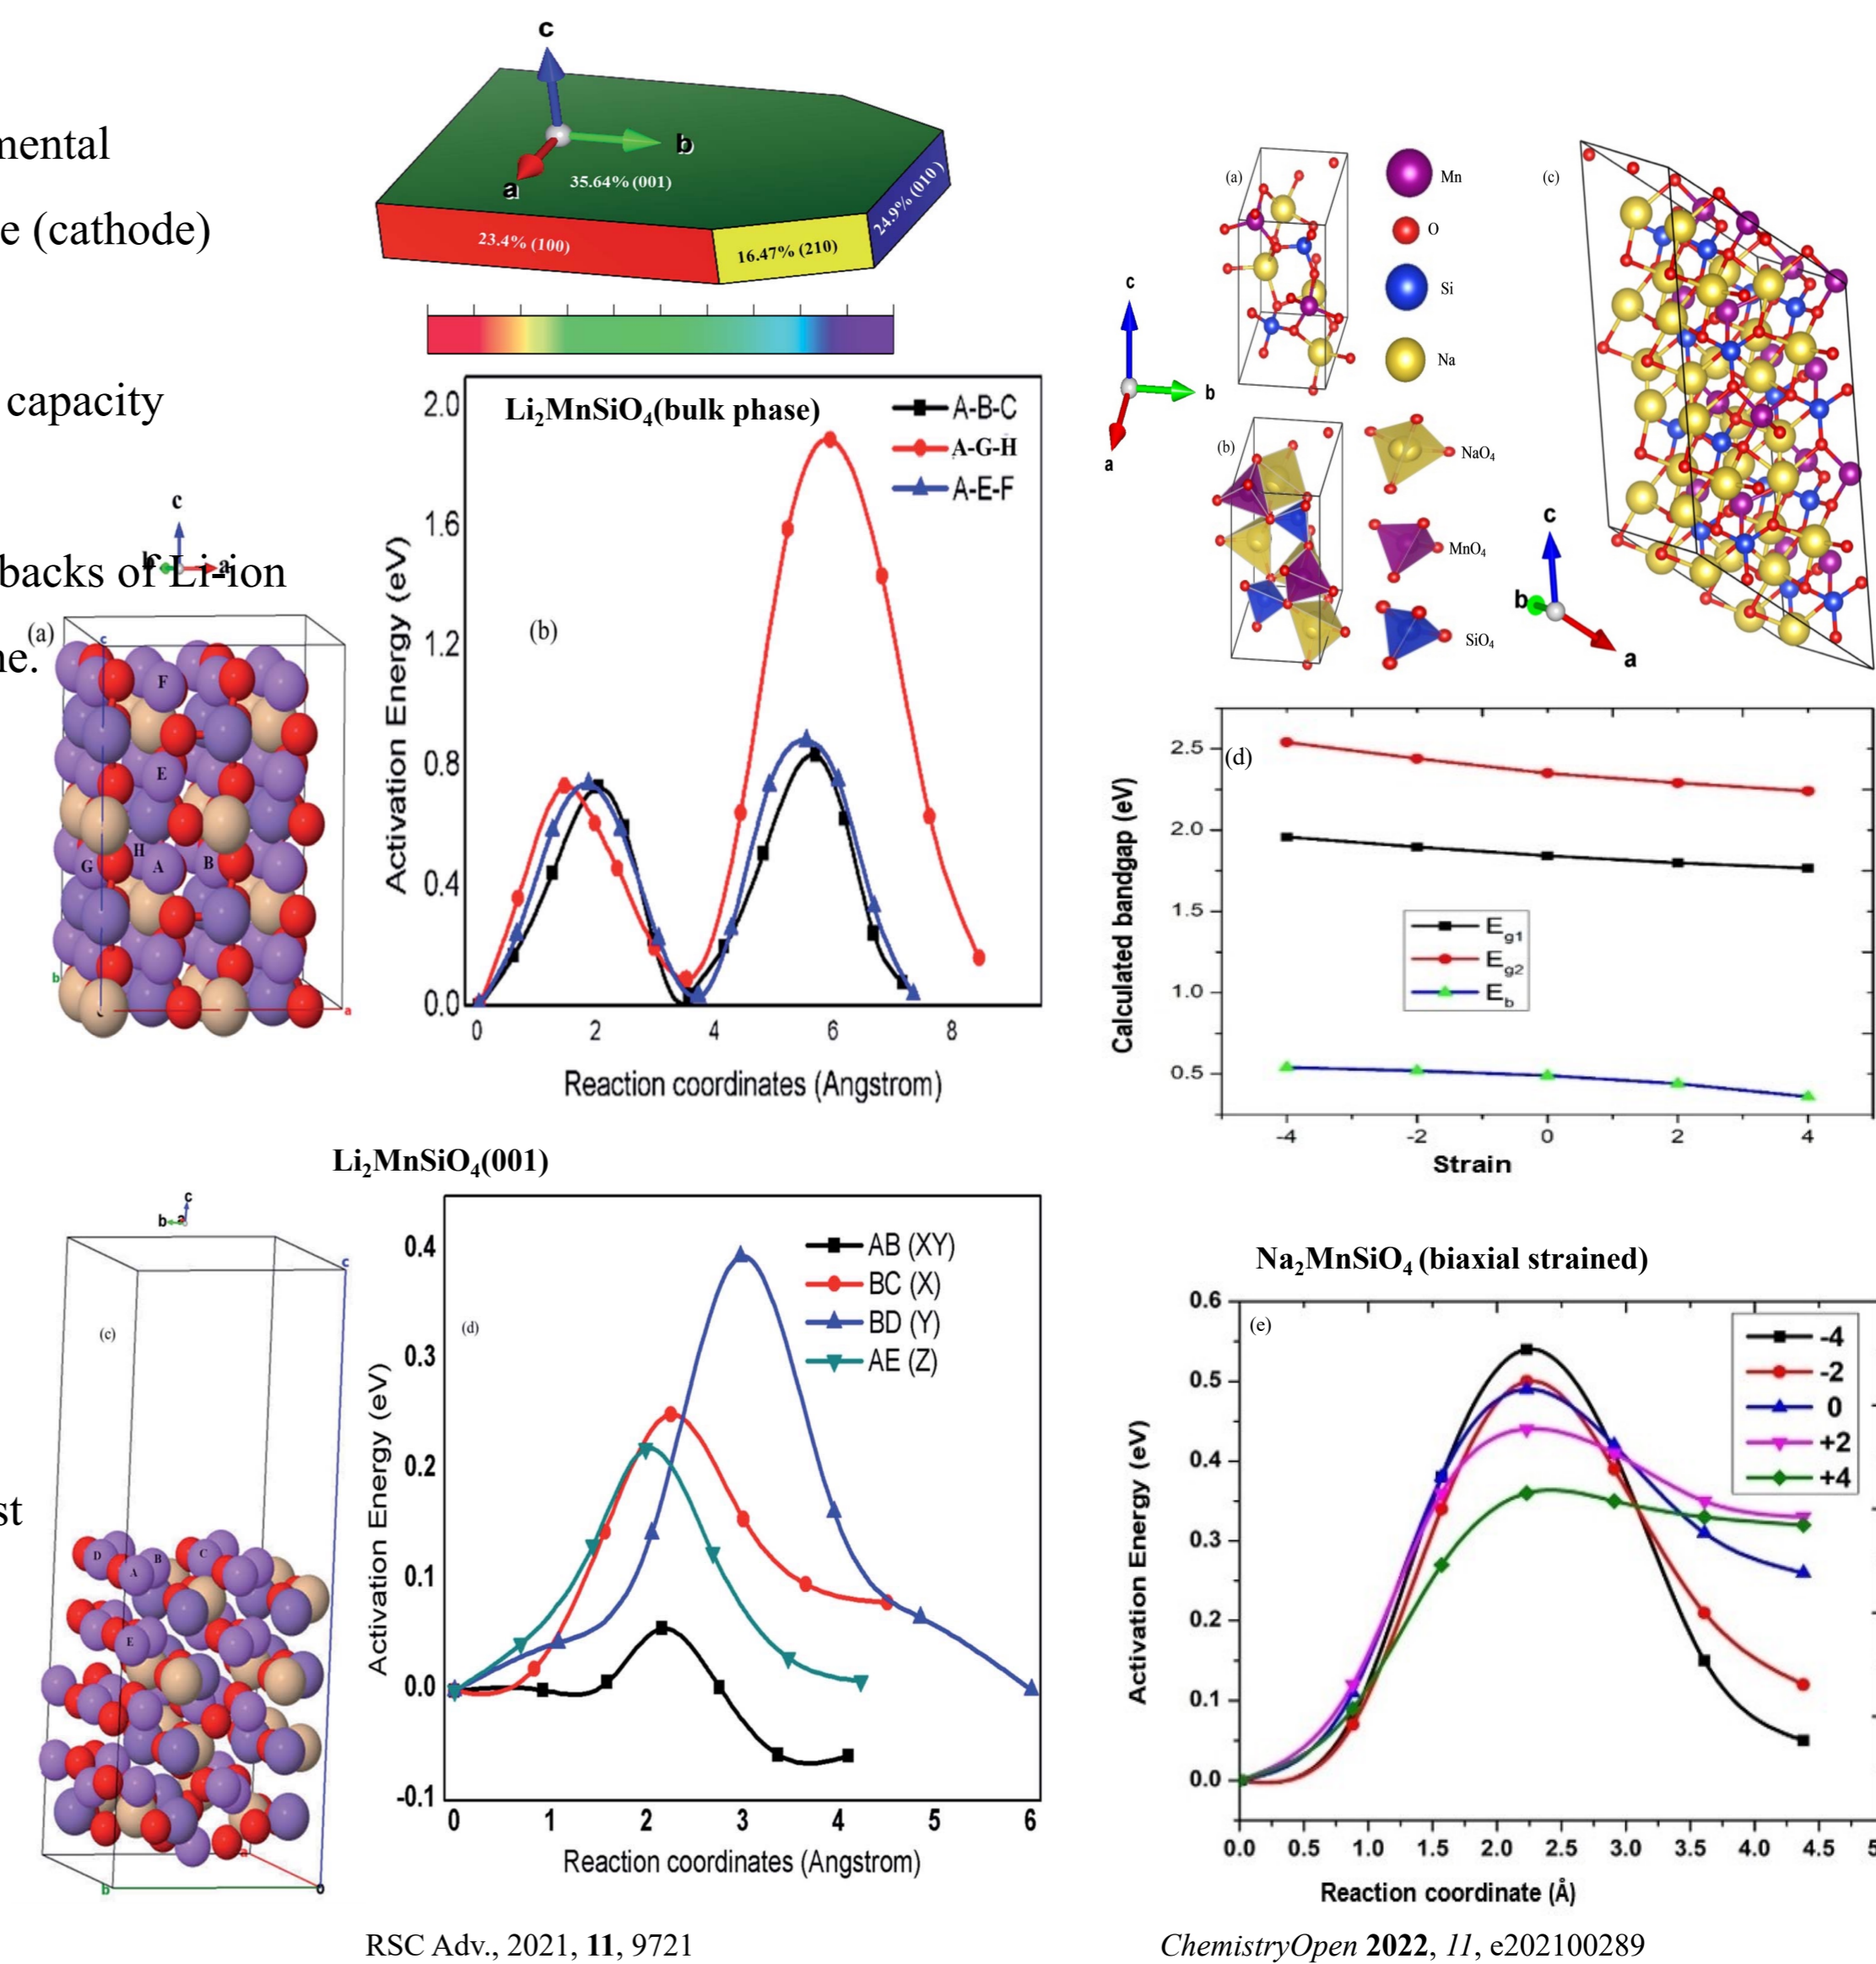 mental
e (cathode)
capacity
backs of Li-ion
ne.
st
c
b
a
35.64% (001)
23.4% (100)
16.47% (210)
24.9% (010)
Li₂MnSiO₄(bulk phase)
A-B-C
A-G-H
A-E-F
(b)
2.0
1.6
1.2
0.8
0.4
0.0
0
2
4
6
8
Activation Energy (eV)
Reaction coordinates (Angstrom)
c
b
a
(a)
c
F
E
G
H
A
B
b
a
Li₂MnSiO₄(001)
c
b
a
c
(c)
D
A
B
C
E
a
b
o
(d)
AB (XY)
BC (X)
BD (Y)
AE (Z)
0.4
0.3
0.2
0.1
0.0
-0.1
0
1
2
3
4
5
6
Activation Energy (eV)
Reaction coordinates (Angstrom)
RSC Adv., 2021, 11, 9721
(a)
Mn
O
Si
Na
(c)
c
b
a
(b)
NaO₄
MnO₄
SiO₄
c
b
a
(d)
2.5
2.0
1.5
1.0
0.5
E_g1
E_g2
E_b
-4
-2
0
2
4
Calculated bandgap (eV)
Strain
Na₂MnSiO₄ (biaxial strained)
(e)
-4
-2
0
+2
+4
0.6
0.5
0.4
0.3
0.2
0.1
0.0
0.0
0.5
1.0
1.5
2.0
2.5
3.0
3.5
4.0
4.5
Activation Energy (eV)
Reaction coordinate (Å)
ChemistryOpen 2022, 11, e202100289